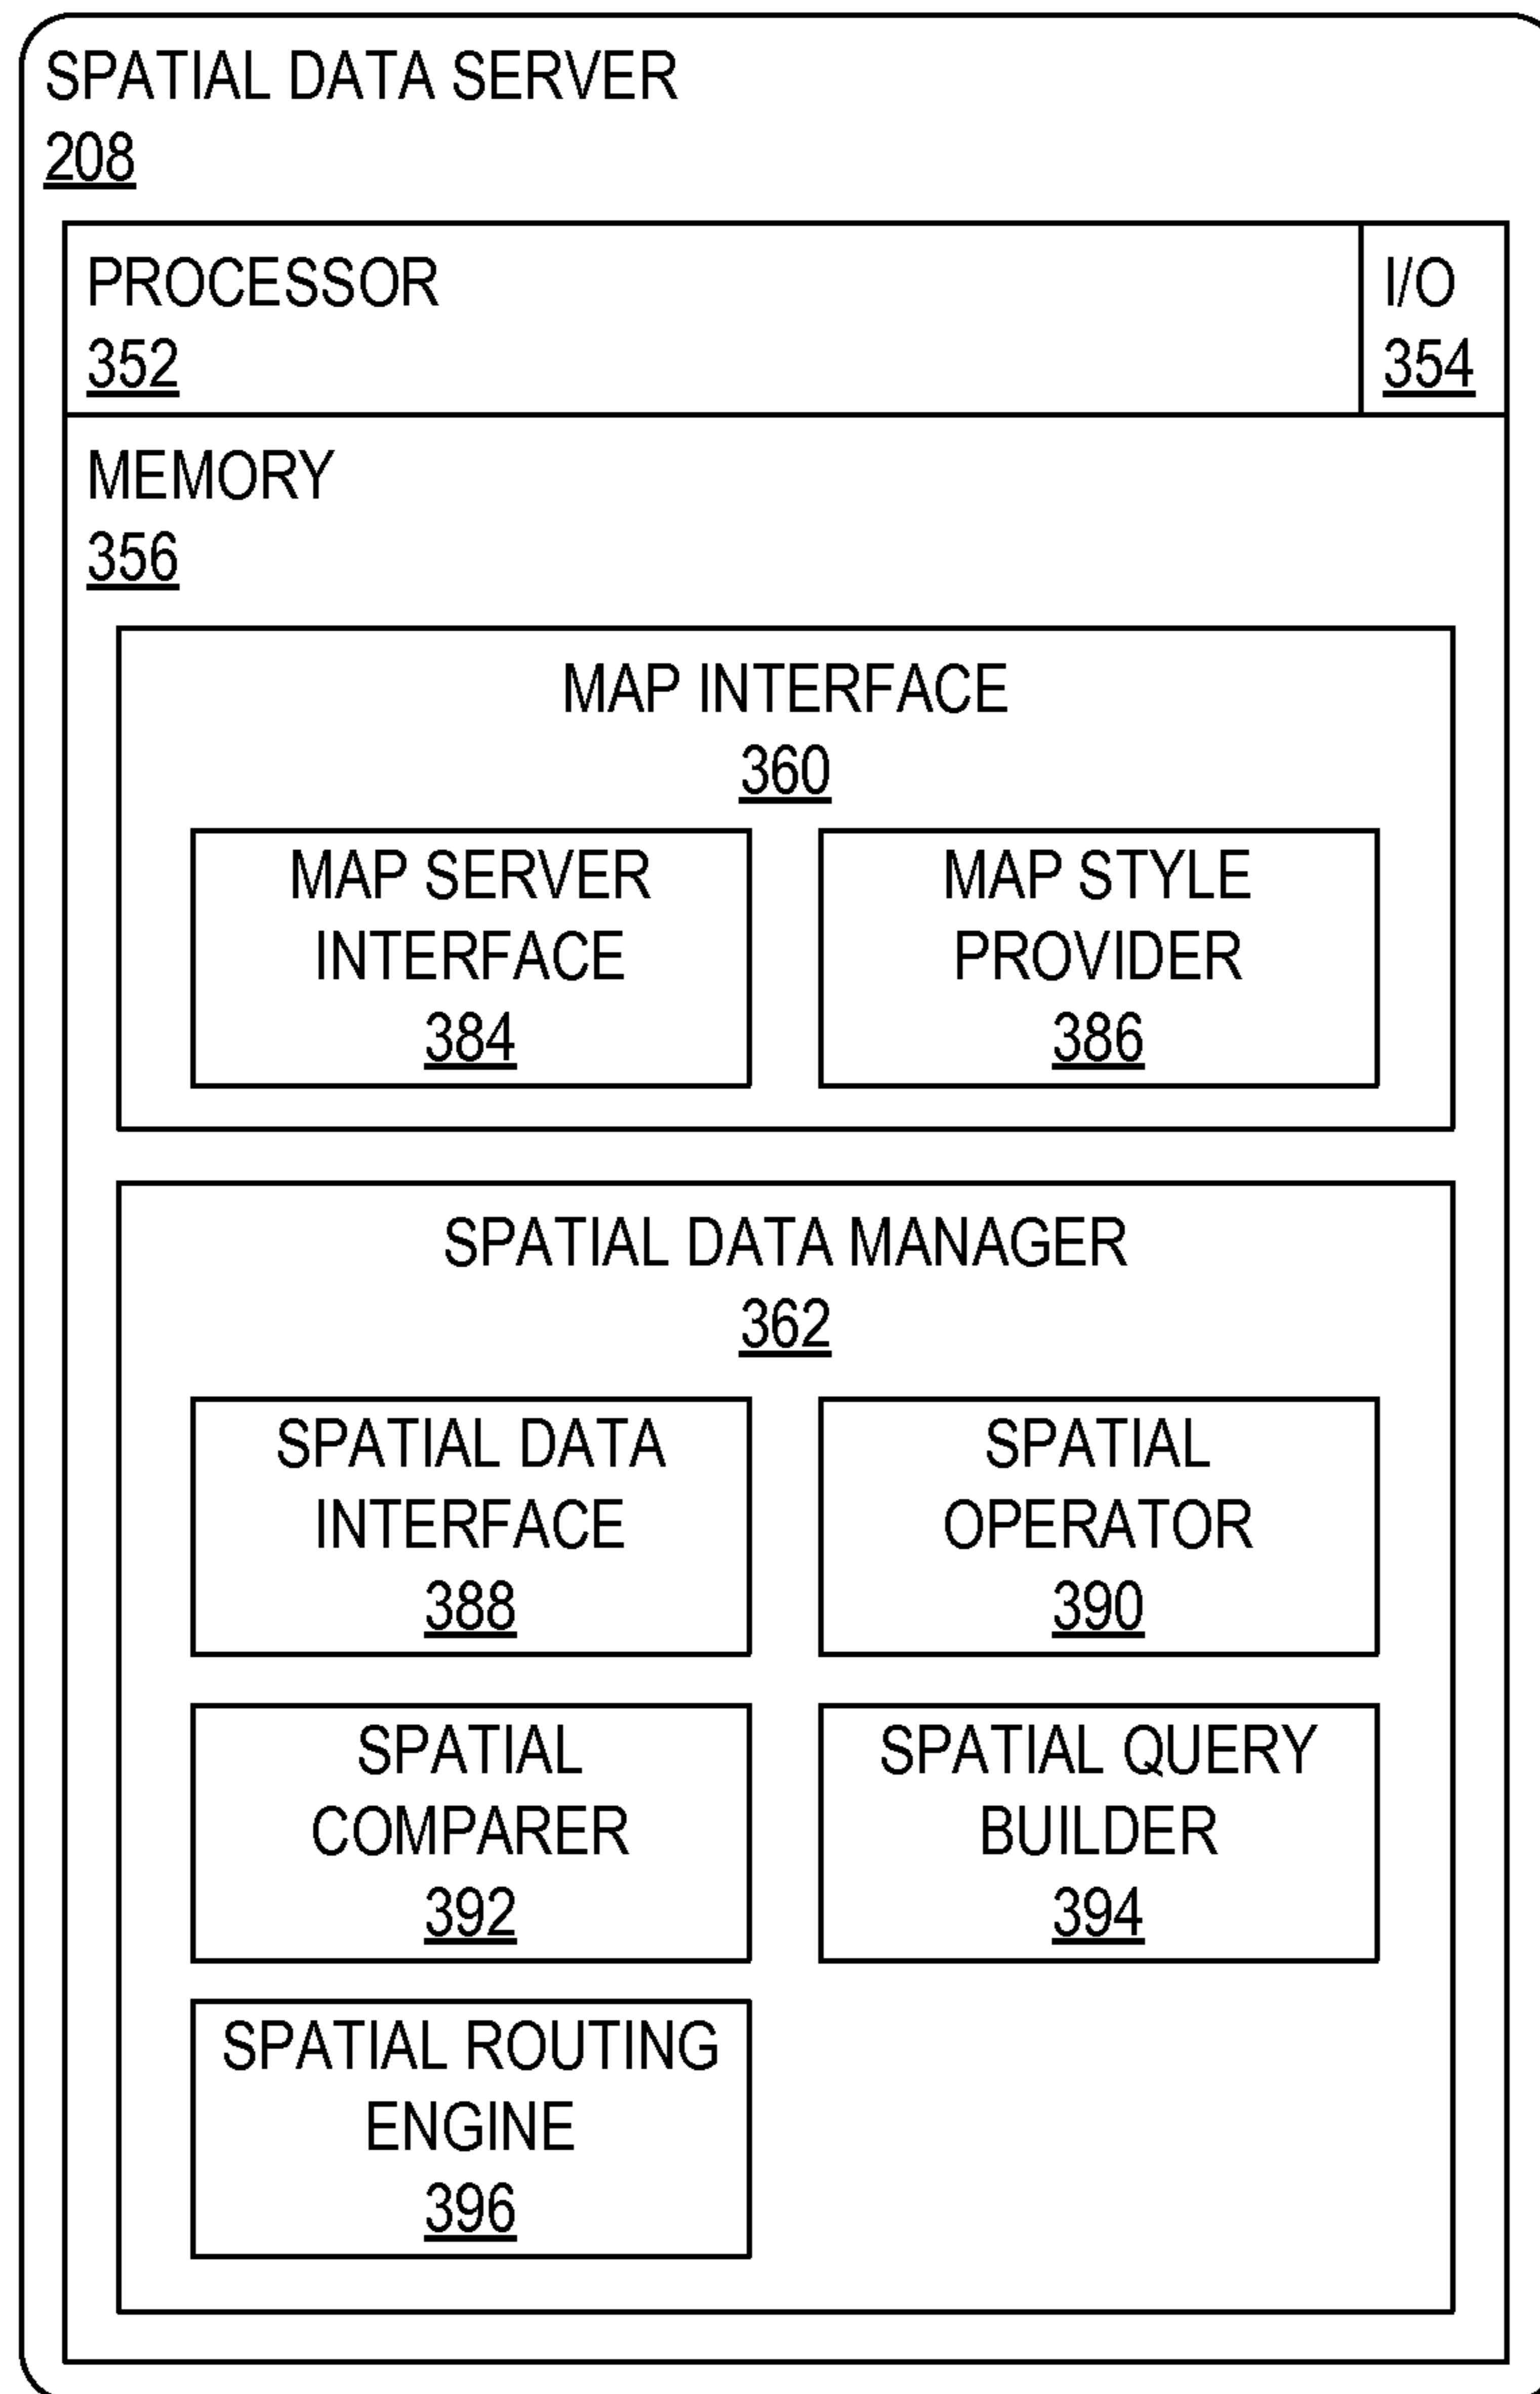 SPATIAL DATA SERVER
208
PROCESSOR
352
I/O
354
MEMORY
356
MAP INTERFACE
360
MAP SERVER
INTERFACE
384
MAP STYLE
PROVIDER
386
SPATIAL DATA MANAGER
362
SPATIAL DATA
INTERFACE
388
SPATIAL
OPERATOR
390
SPATIAL
COMPARER
392
SPATIAL QUERY
BUILDER
394
SPATIAL ROUTING
ENGINE
396